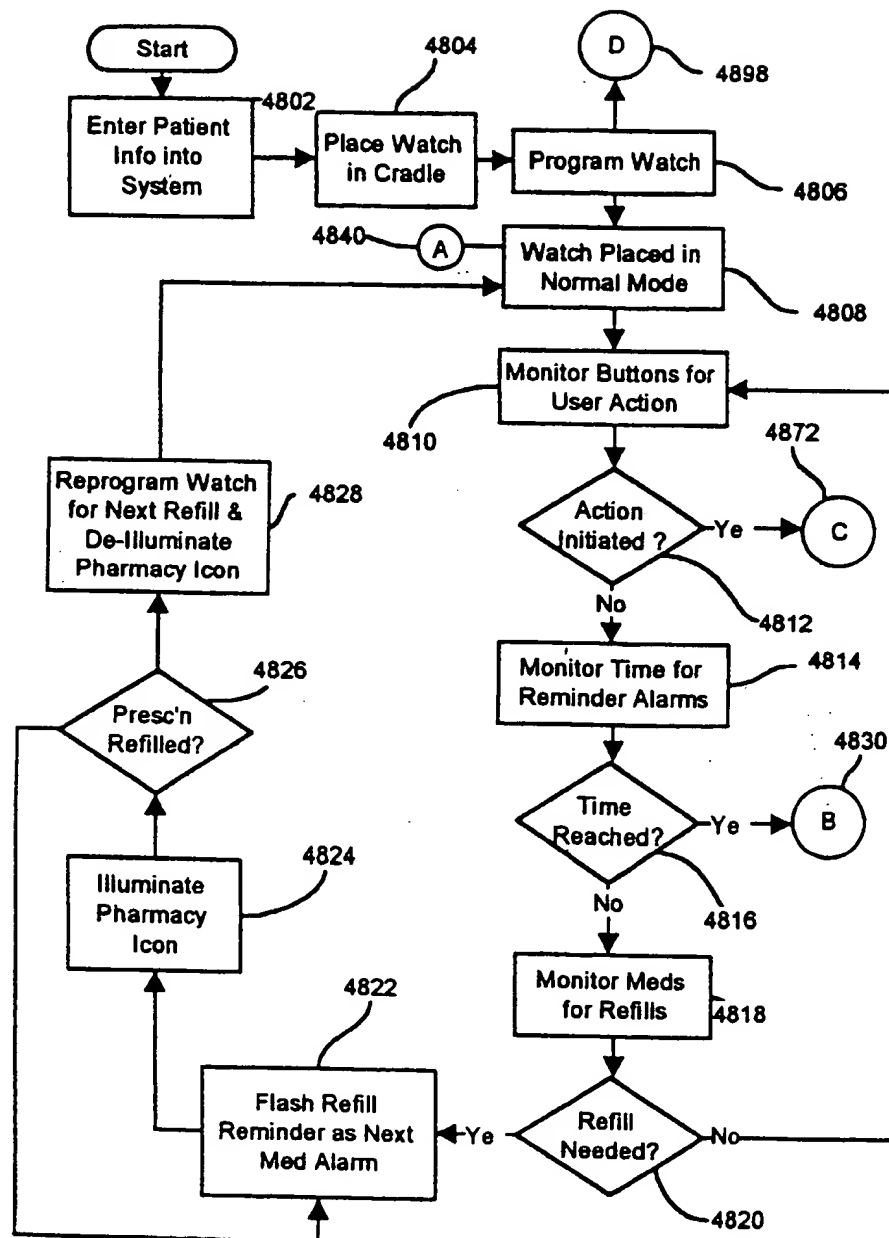 Start
4804
D
4898
4802
Enter Patient
Info into
System
Place Watch
in Cradle
Program Watch
4806
4840
A
Watch Placed in
Normal Mode
4808
Monitor Buttons for
User Action
4810
4872
Reprogram Watch
for Next Refill &
De-Illuminate
Pharmacy Icon
4828
Action
Initiated ?
Ye
C
No
4812
Monitor Time for
Reminder Alarms
4814
4826
Presc'n
Refilled?
4830
Time
Reached?
Ye
B
4824
Illuminate
Pharmacy
Icon
No
4816
Monitor Meds
for Refills
4818
4822
Flash Refill
Reminder as Next
Med Alarm
Ye
Refill
Needed?
No
4820